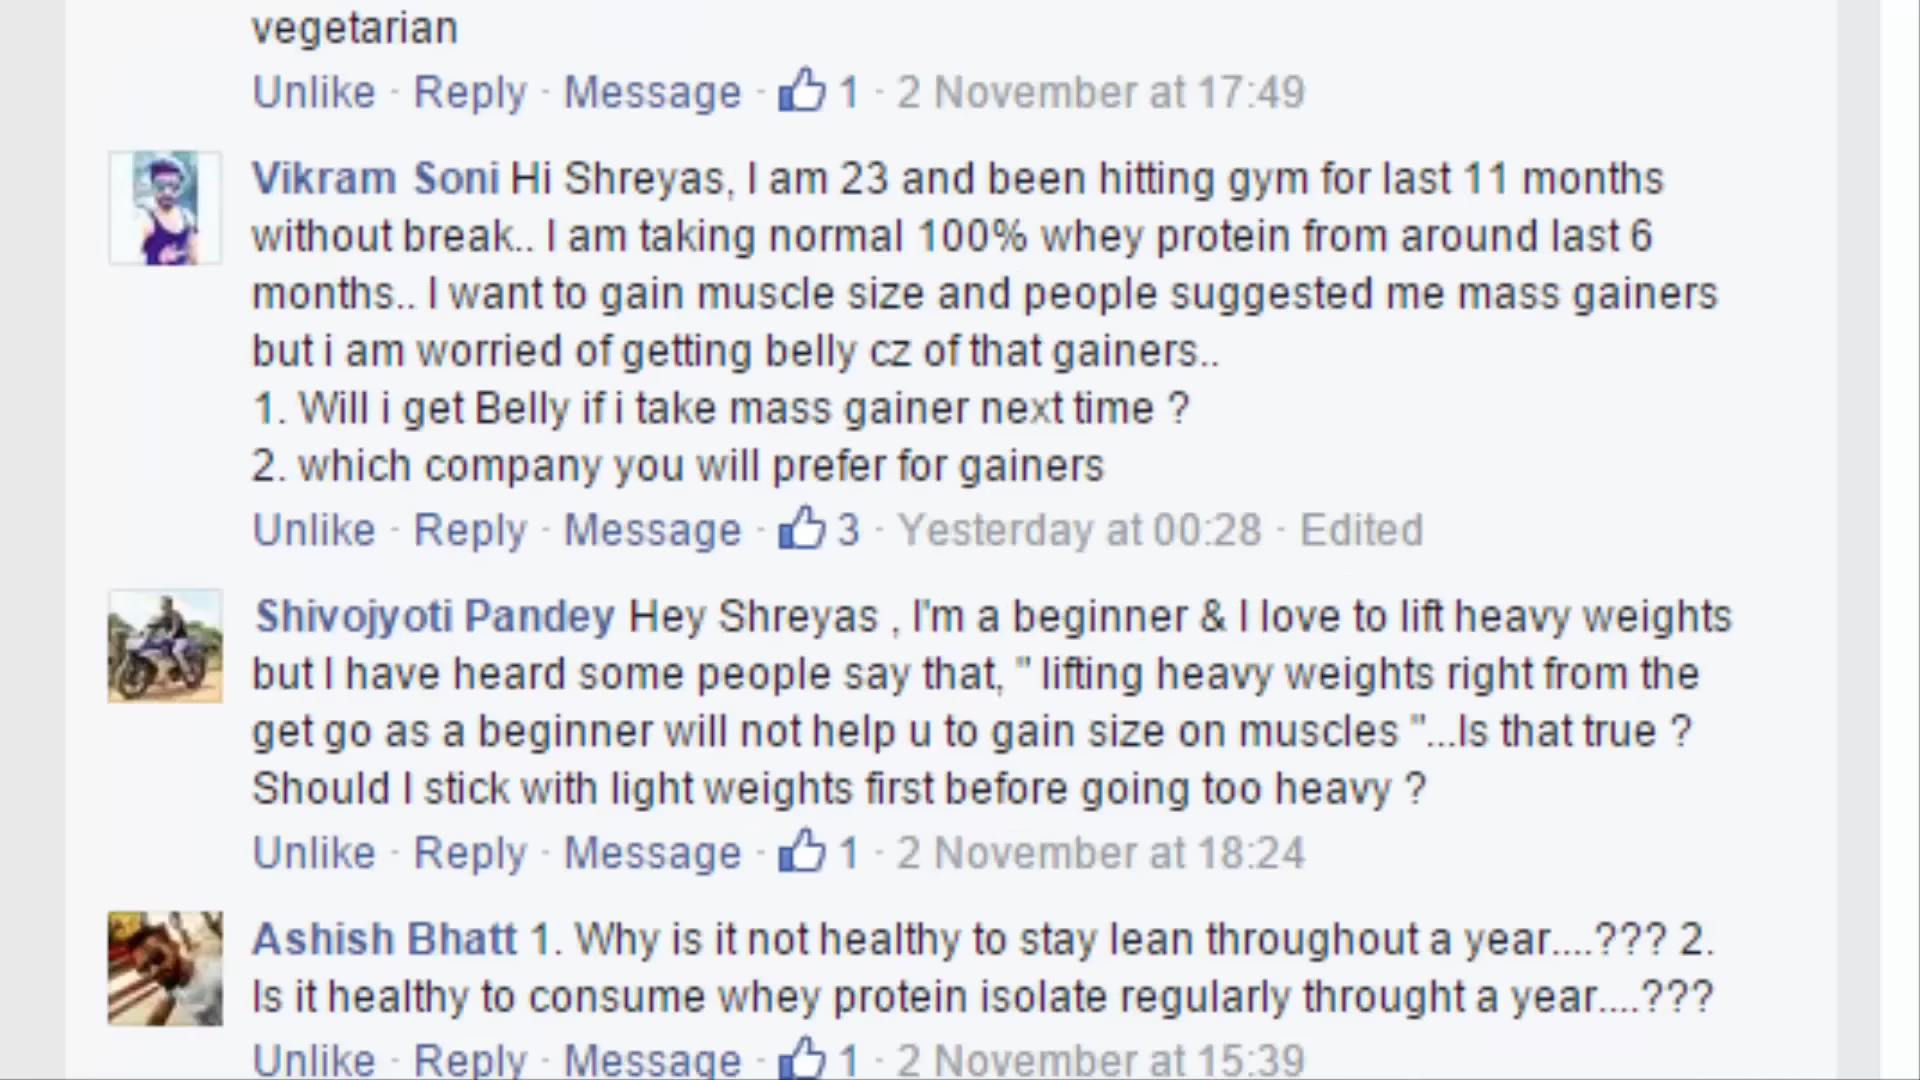 vegetarian
Unlike · Reply · Message · 1 · 2 November at 17:49
Vikram Soni Hi Shreyas, I am 23 and been hitting gym for last 11 months
without break.. I am taking normal 100% whey protein from around last 6
months.. I want to gain muscle size and people suggested me mass gainers
but i am worried of getting belly cz of that gainers..
1. Will i get Belly if i take mass gainer next time ?
2. which company you will prefer for gainers
Unlike · Reply · Message · 3 · Yesterday at 00:28 · Edited
Shivojyoti Pandey Hey Shreyas , I'm a beginner & I love to lift heavy weights
but I have heard some people say that, " lifting heavy weights right from the
get go as a beginner will not help u to gain size on muscles "...Is that true ?
Should I stick with light weights first before going too heavy ?
Unlike · Reply · Message · 1 · 2 November at 18:24
Ashish Bhatt 1. Why is it not healthy to stay lean throughout a year....??? 2.
Is it healthy to consume whey protein isolate regularly throught a year....???
Unlike · Reply · Message · 1 · 2 November at 15:39